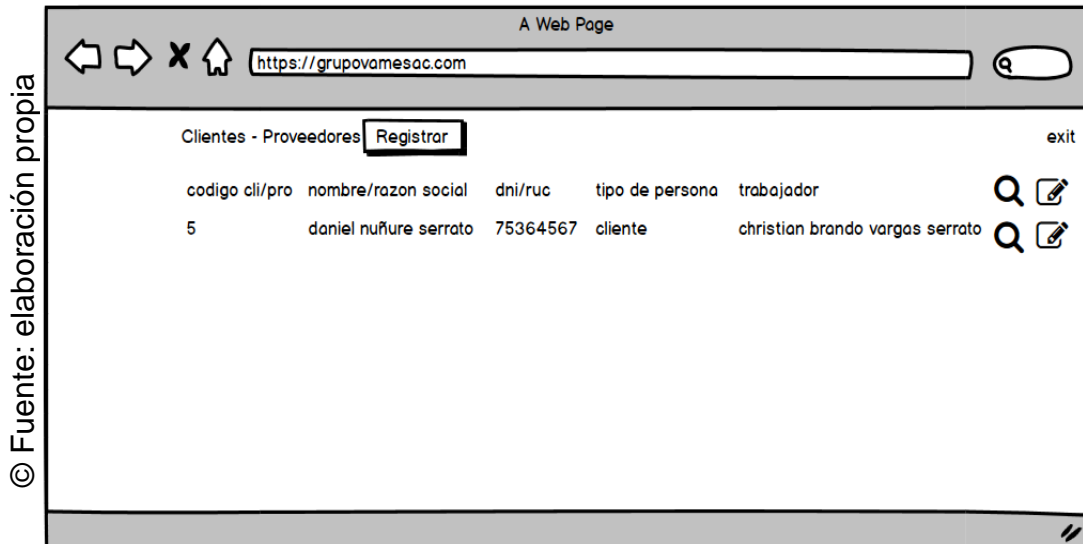 A Web Page
https://grupovamesac.com
Clientes - Proveedores Registrar exit
codigo cli/pro nombre/razon social dni/ruc tipo de persona trabajador
5 daniel nuñure serrato 75364567 cliente christian brando vargas serrato
© Fuente: elaboración propia